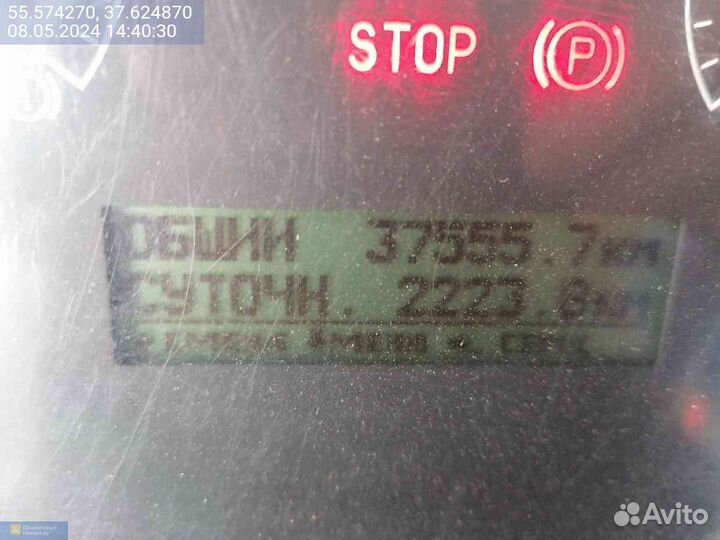 55.574270, 37.624870
08.05.2024 14:40:30
STOP
P
ОБЩИЙ 37555.7км
СУТОЧН. 2223.8км
Avito